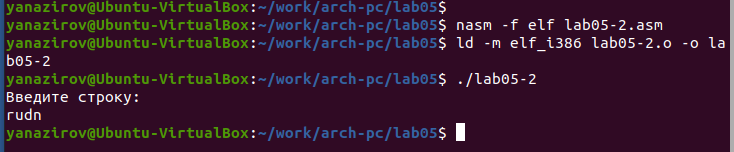 yanazirov@Ubuntu-VirtualBox:~/work/arch-pc/lab05$
yanazirov@Ubuntu-VirtualBox:~/work/arch-pc/lab05$ nasm -f elf lab05-2.asm
yanazirov@Ubuntu-VirtualBox:~/work/arch-pc/lab05$ ld -m elf_i386 lab05-2.o -o la
b05-2
yanazirov@Ubuntu-VirtualBox:~/work/arch-pc/lab05$ ./lab05-2
Введите строку:
rudn
yanazirov@Ubuntu-VirtualBox:~/work/arch-pc/lab05$